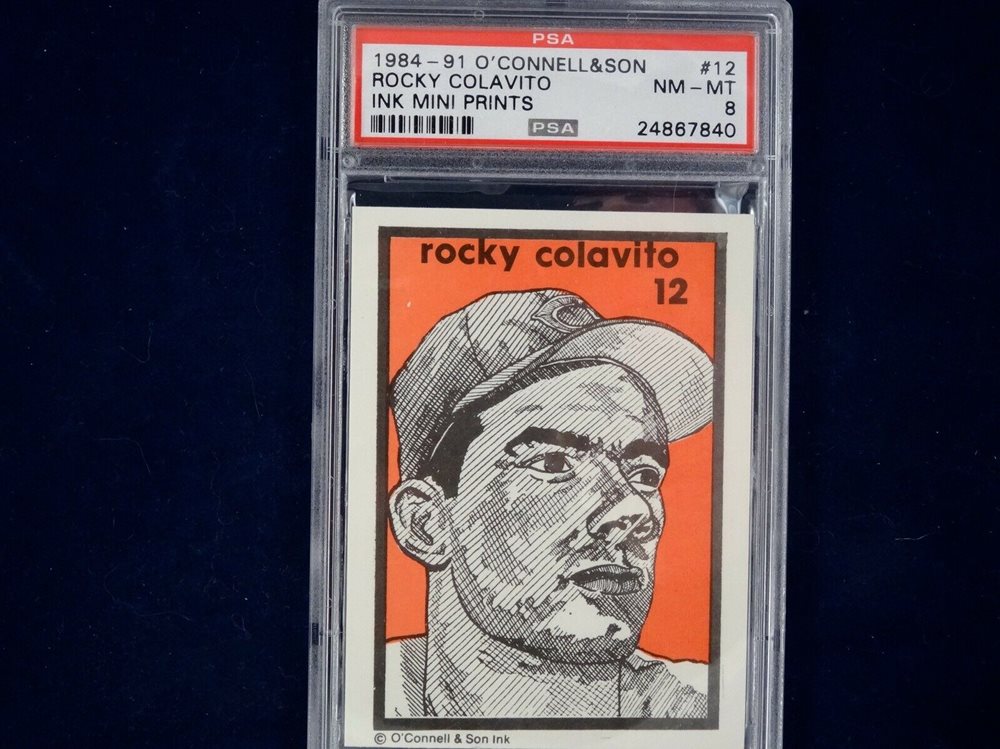 PSA
1984-91 O'CONNELL&SON #12
ROCKY COLAVITO NM-MT
INK MINI PRINTS 8
PSA 24867840
rocky colavito
12
C
© O'Connell & Son Ink